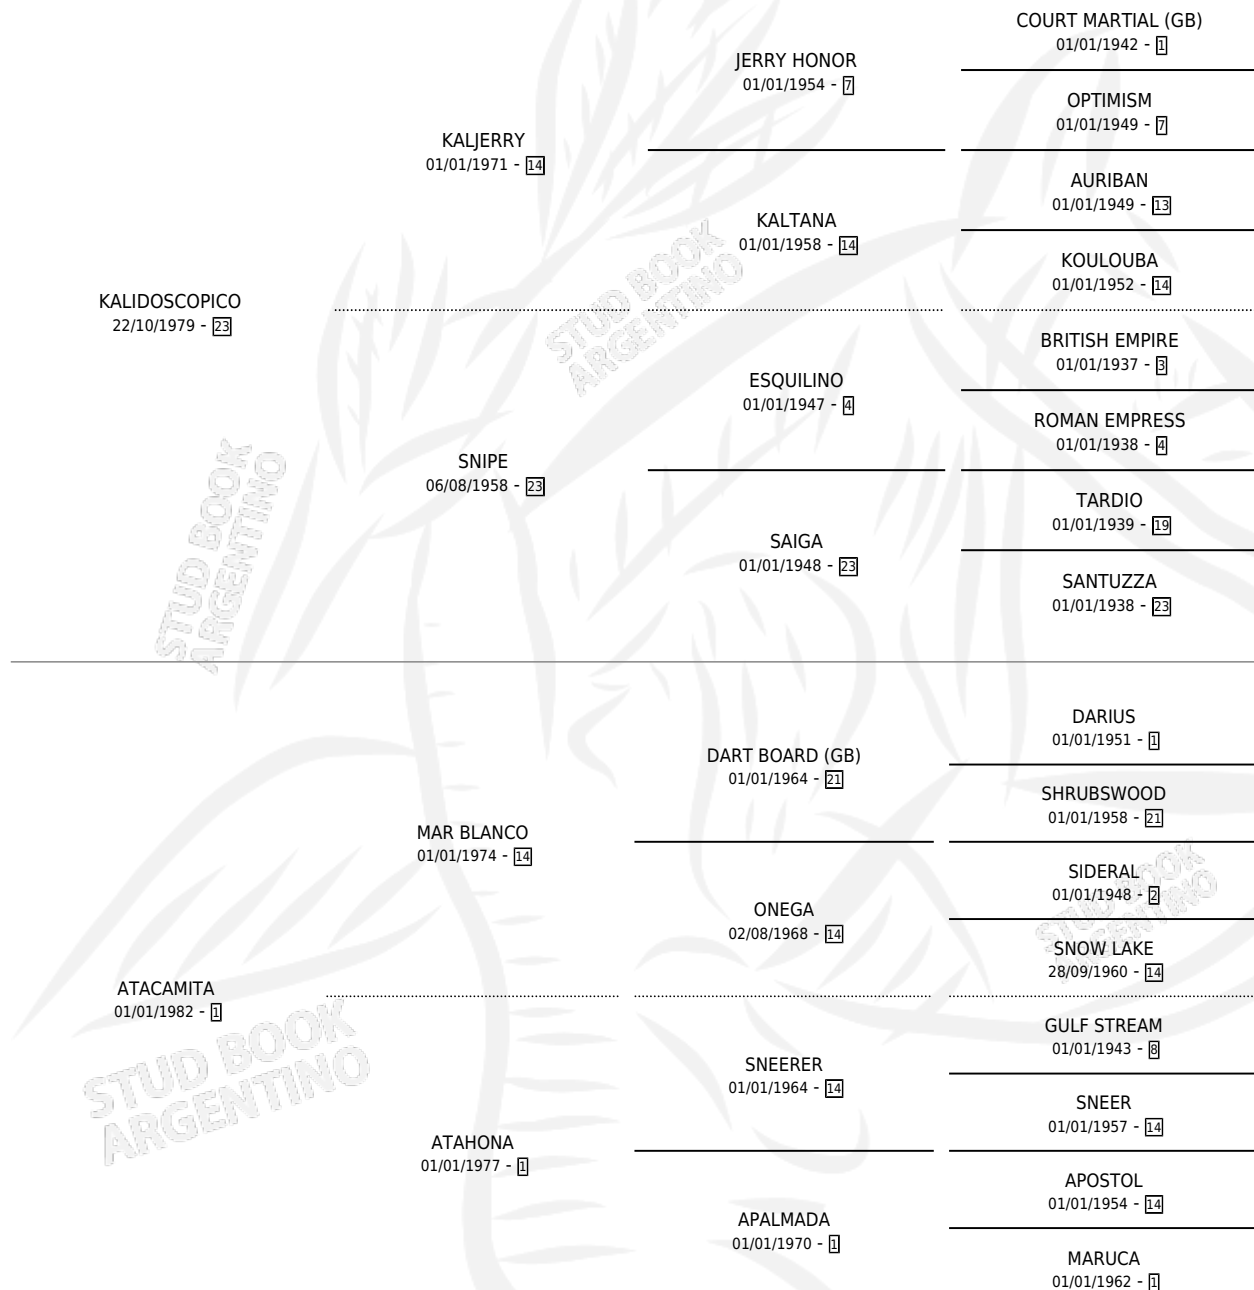 COURT MARTIAL (GB)
01/01/1942 - 1
JERRY HONOR
01/01/1954 - 7
OPTIMISM
01/01/1949 - 7
KALJERRY
01/01/1971 - 14
AURIBAN
01/01/1949 - 13
KALTANA
01/01/1958 - 14
KOULOUBA
01/01/1952 - 14
KALIDOSCOPICO
22/10/1979 - 23
BRITISH EMPIRE
01/01/1937 - 3
ESQUILINO
01/01/1947 - 4
ROMAN EMPRESS
01/01/1938 - 4
SNIPE
06/08/1958 - 23
TARDIO
01/01/1939 - 19
SAIGA
01/01/1948 - 23
SANTUZZA
01/01/1938 - 23
DARIUS
01/01/1951 - 1
DART BOARD (GB)
01/01/1964 - 21
SHRUBSWOOD
01/01/1958 - 21
MAR BLANCO
01/01/1974 - 14
SIDERAL
01/01/1948 - 2
ONEGA
02/08/1968 - 14
SNOW LAKE
28/09/1960 - 14
ATACAMITA
01/01/1982 - 1
GULF STREAM
01/01/1943 - 8
SNEERER
01/01/1964 - 14
SNEER
01/01/1957 - 14
ATAHONA
01/01/1977 - 1
APOSTOL
01/01/1954 - 14
APALMADA
01/01/1970 - 1
MARUCA
01/01/1962 - 1
STUD BOOK
ARGENTINO
STUD BOOK
ARGENTINO
STUD BOOK
ARGENTINO
STUD BOOK
ARGENTINO